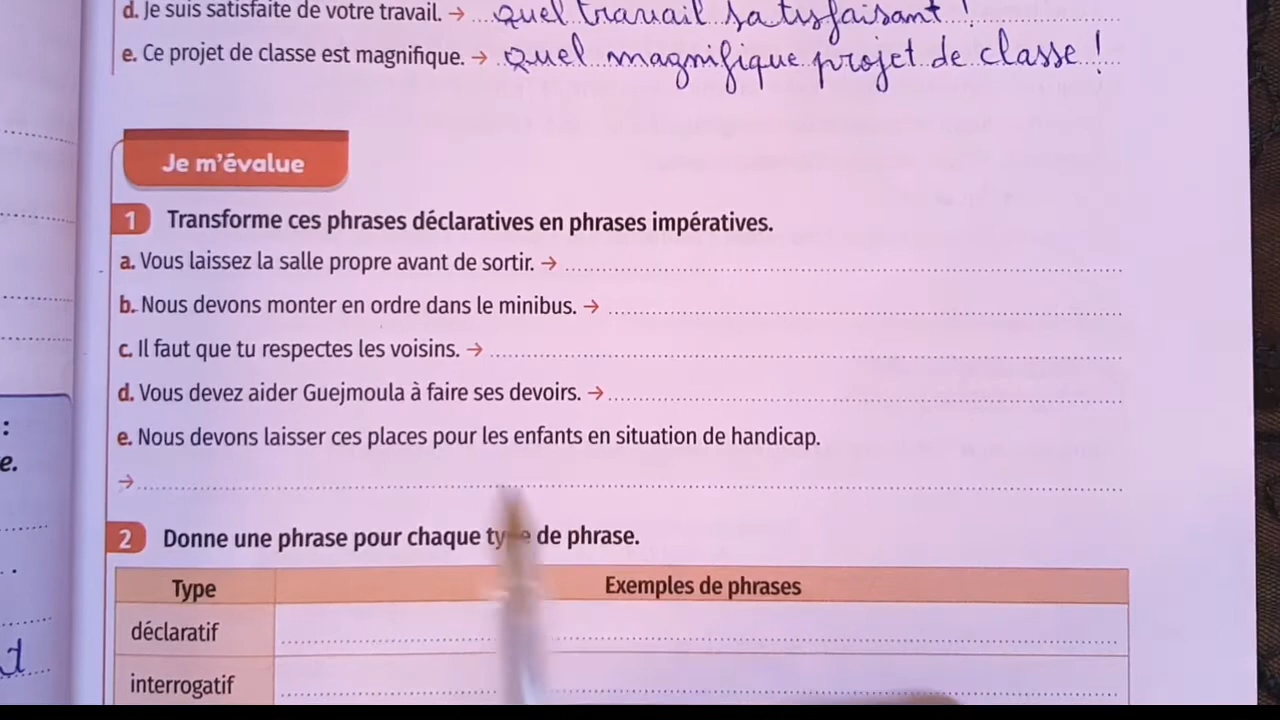 d. Je suis satisfaite de votre travail. → quel travail satisfaisant !
e. Ce projet de classe est magnifique. → quel magnifique projet de classe !
Je m'évalue
1 Transforme ces phrases déclaratives en phrases impératives.
a. Vous laissez la salle propre avant de sortir. →
b. Nous devons monter en ordre dans le minibus. →
c. Il faut que tu respectes les voisins. →
d. Vous devez aider Guejmoula à faire ses devoirs. →
e. Nous devons laisser ces places pour les enfants en situation de handicap.
→
: 
e.
2 Donne une phrase pour chaque type de phrase.
Type Exemples de phrases
déclaratif
interrogatif